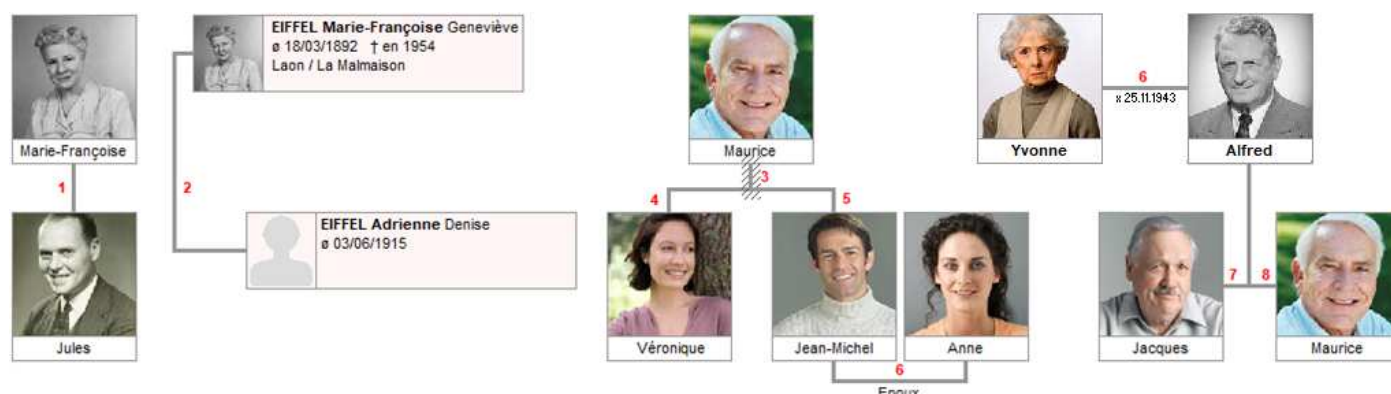 EIFFEL Marie-Françoise Geneviève
ø 18/03/1892 † en 1954
Laon / La Malmaison
Marie-Françoise
1
2
Jules
EIFFEL Adrienne Denise
ø 03/06/1915
Maurice
3
4
5
Véronique
Jean-Michel
Anne
6
Epoux
Yvonne
6
x 25.11.1943
Alfred
7
8
Jacques
Maurice